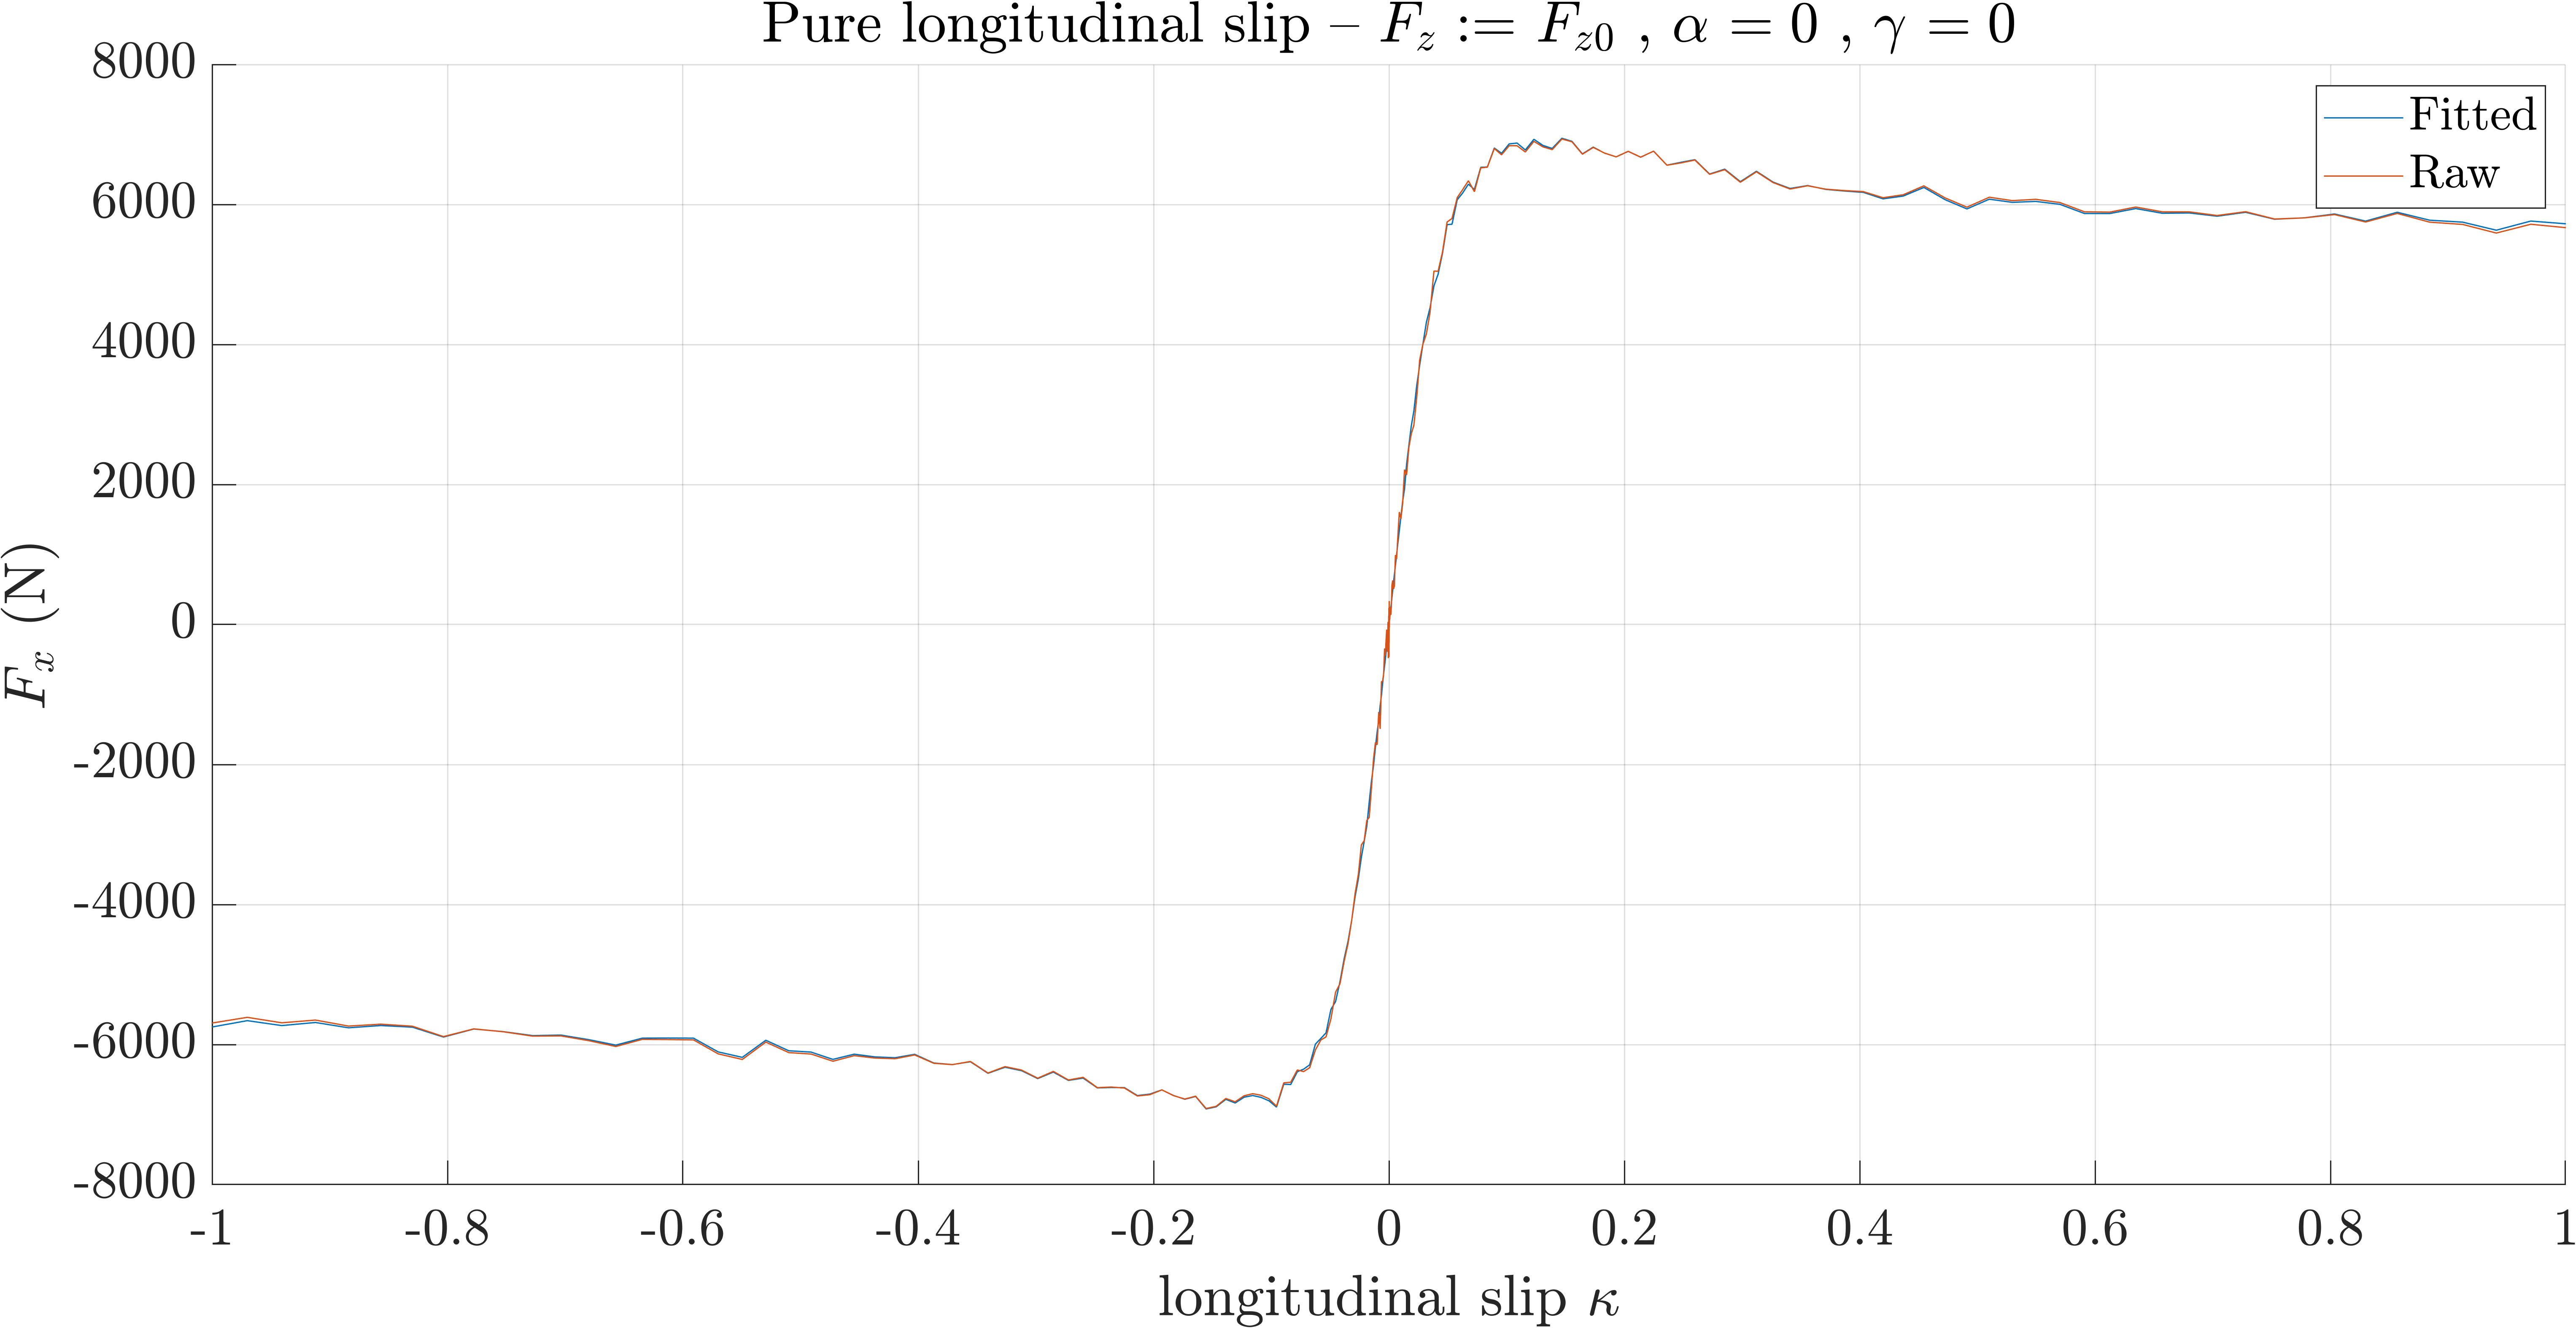 Pure longitudinal slip – F_z := F_z0 , α = 0 , γ = 0
8000
6000
4000
2000
0
-2000
-4000
-6000
-8000
F_x (N)
Fitted
Raw
-1 -0.8 -0.6 -0.4 -0.2 0 0.2 0.4 0.6 0.8 1
longitudinal slip κ